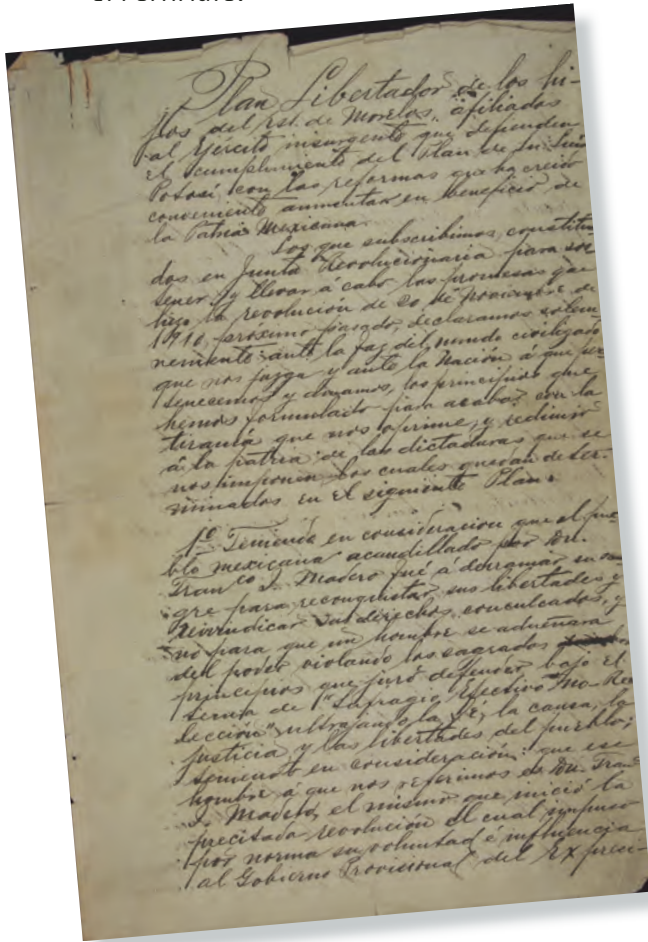 Plan Libertador de los hi-
jos del Est. de Morelos, afiliados
al Ejército insurgente que defienden
el cumplimiento del Plan de Sn. Luis
Potosí con las reformas que ha creido
conveniente aumentar en beneficio de
la Patria Mexicana.
Los que subscribimos, constitui
dos en Junta Revolucionaria para sos
tener y llevar á cabo las promesas que
hizo la revolución de 20 de Noviembre de
1910, próximo pasado, declaramos solem
nemente ante la faz del mundo civilizado
que nos juzga y ante la Nación á que per
tenecemos y amamos, los principios que
hemos formulado para acabar con la
tiranía que nos oprime y redimir
á la patria de las dictaduras que se
nos imponen los cuales quedan deter-
minados en el siguiente Plan.
1º Teniendo en consideracion que el pue
blo mexicano acaudillado por Dn.
Franco I. Madero fué á derramar su san
gre para reconquistar sus libertades y
reivindicar sus derechos conculcados, y
no para que un hombre se adueñara
del poder violando los sagrados
principios que juró defender bajo el
lema de "Sufragio Efectivo No Re
elección" ultrajando la fé, la causa, la
justicia y las libertades del pueblo;
teniendo en consideración: que ese
hombre á que nos referimos es Dn. Fran
I. Madero, el mismo que inició la
precitada revolución el cual impuso
por norma su voluntad é influencia
al Gobierno Provisional del Ex presi-